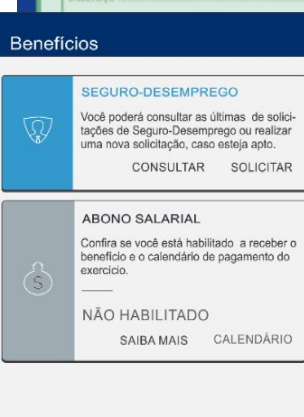 Benefícios
SEGURO-DESEMPREGO
Você poderá consultar as últimas de solici-
tações de Seguro-Desemprego ou realizar
uma nova solicitação, caso esteja apto.
CONSULTAR SOLICITAR
ABONO SALARIAL
Confira se você está habilitado a receber o
benefício e o calendário de pagamento do
exercício.
NÃO HABILITADO
SAIBA MAIS CALENDÁRIO